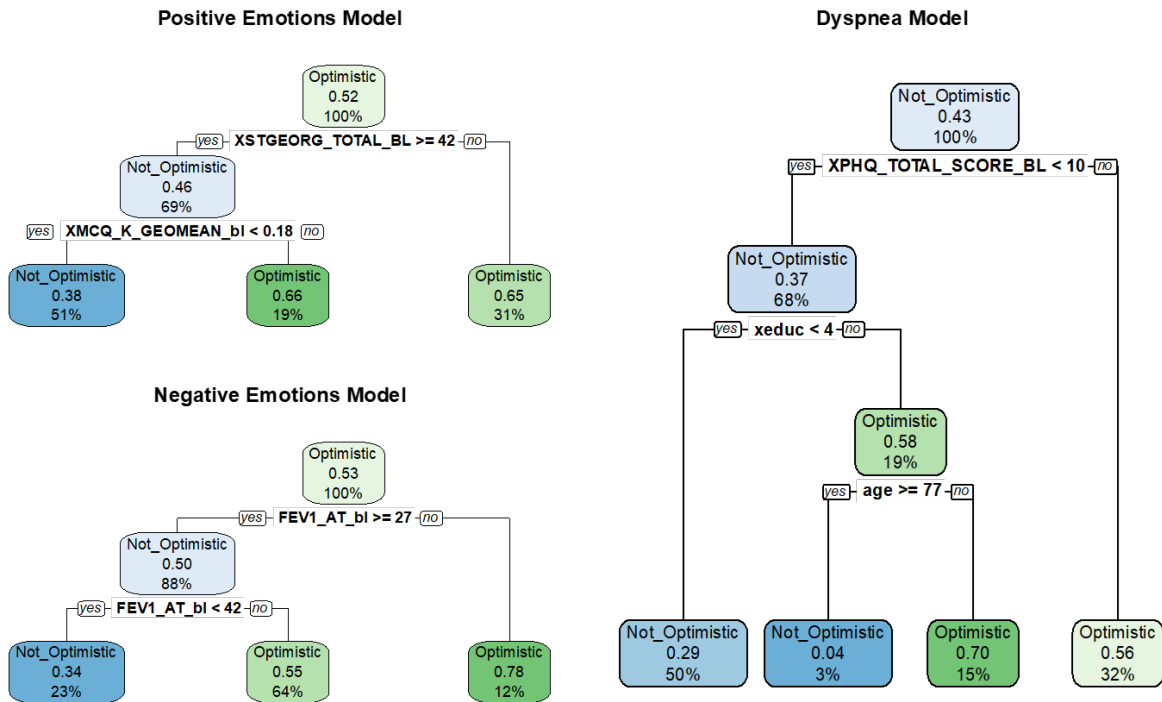 Positive Emotions Model
Optimistic
0.52
100%
yes XSTGEORG_TOTAL_BL >= 42 no
Not_Optimistic
0.46
69%
yes XMCQ_K_GEOMEAN_bl < 0.18 no
Not_Optimistic
0.38
51%
Optimistic
0.66
19%
Optimistic
0.65
31%
Negative Emotions Model
Optimistic
0.53
100%
yes FEV1_AT_bl >= 27 no
Not_Optimistic
0.50
88%
yes FEV1_AT_bl < 42 no
Not_Optimistic
0.34
23%
Optimistic
0.55
64%
Optimistic
0.78
12%
Dyspnea Model
Not_Optimistic
0.43
100%
yes XPHQ_TOTAL_SCORE_BL < 10 no
Not_Optimistic
0.37
68%
yes xeduc < 4 no
Optimistic
0.58
19%
yes age >= 77 no
Not_Optimistic
0.29
50%
Not_Optimistic
0.04
3%
Optimistic
0.70
15%
Optimistic
0.56
32%